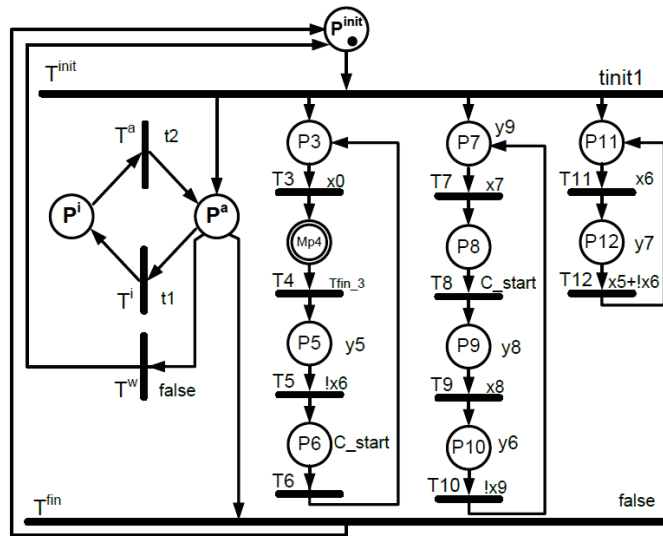 P^init
T^init tinit1
T^a t2
P3
P7 y9
P11
T3 x0
T7 x7
T11 x6
P^i
P^a
Mp4
P8
P12 y7
T4 Tfin_3
T8 C_start
T12 x5+!x6
T^i t1
P5 y5
P9 y8
T^w false
T5 !x6
T9 x8
P6 C_start
P10 y6
T6
T10 !x9
T^fin false